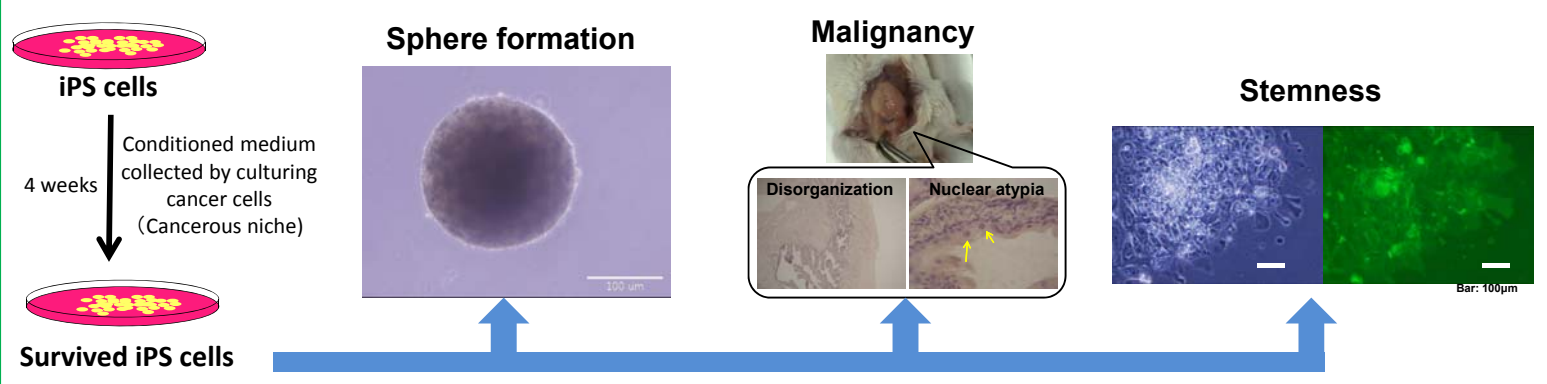 iPS cells
4 weeks
Conditioned medium
collected by culturing
cancer cells
（Cancerous niche)
Survived iPS cells
Sphere formation
100 um
Malignancy
Disorganization
Nuclear atypia
Stemness
Bar: 100μm